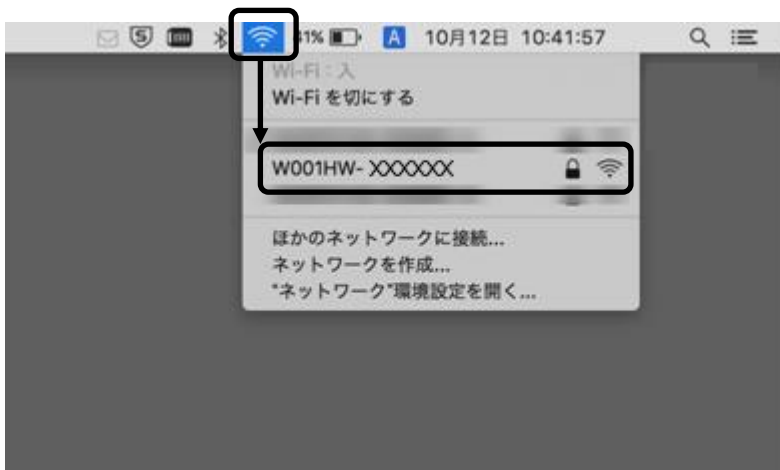 A 10月12日 10:41:57
Wi-Fi：入
Wi-Fi を切にする
W001HW- XXXXXX
ほかのネットワークに接続...
ネットワークを作成...
"ネットワーク"環境設定を開く...